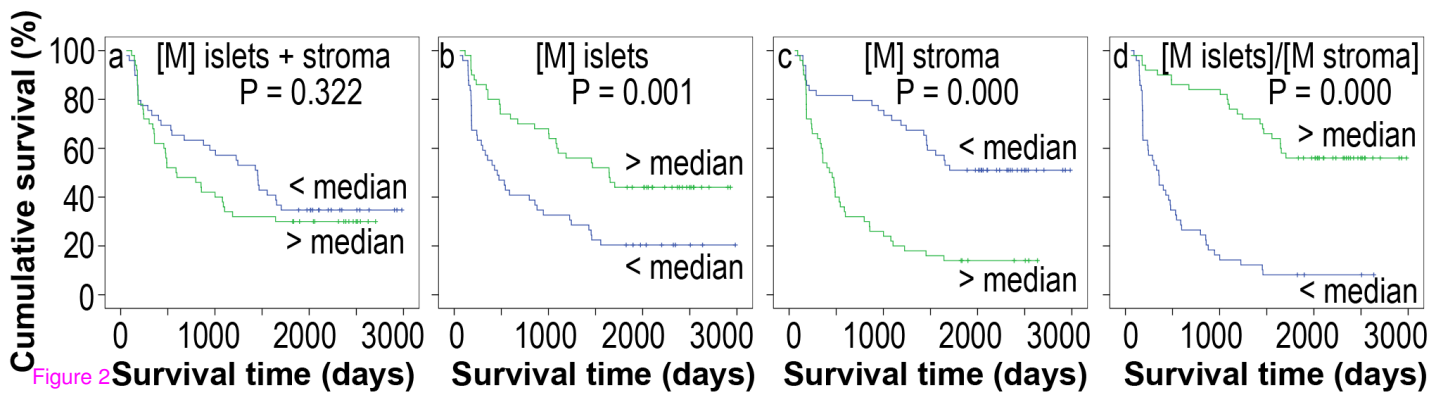 Cumulative survival (%)
100
80
60
40
20
0
a [M] islets + stroma
P = 0.322
< median
> median
0 1000 2000 3000
Survival time (days)
b [M] islets
P = 0.001
> median
< median
0 1000 2000 3000
Survival time (days)
c [M] stroma
P = 0.000
< median
> median
0 1000 2000 3000
Survival time (days)
d [M islets]/[M stroma]
P = 0.000
> median
< median
0 1000 2000 3000
Survival time (days)
Figure 2